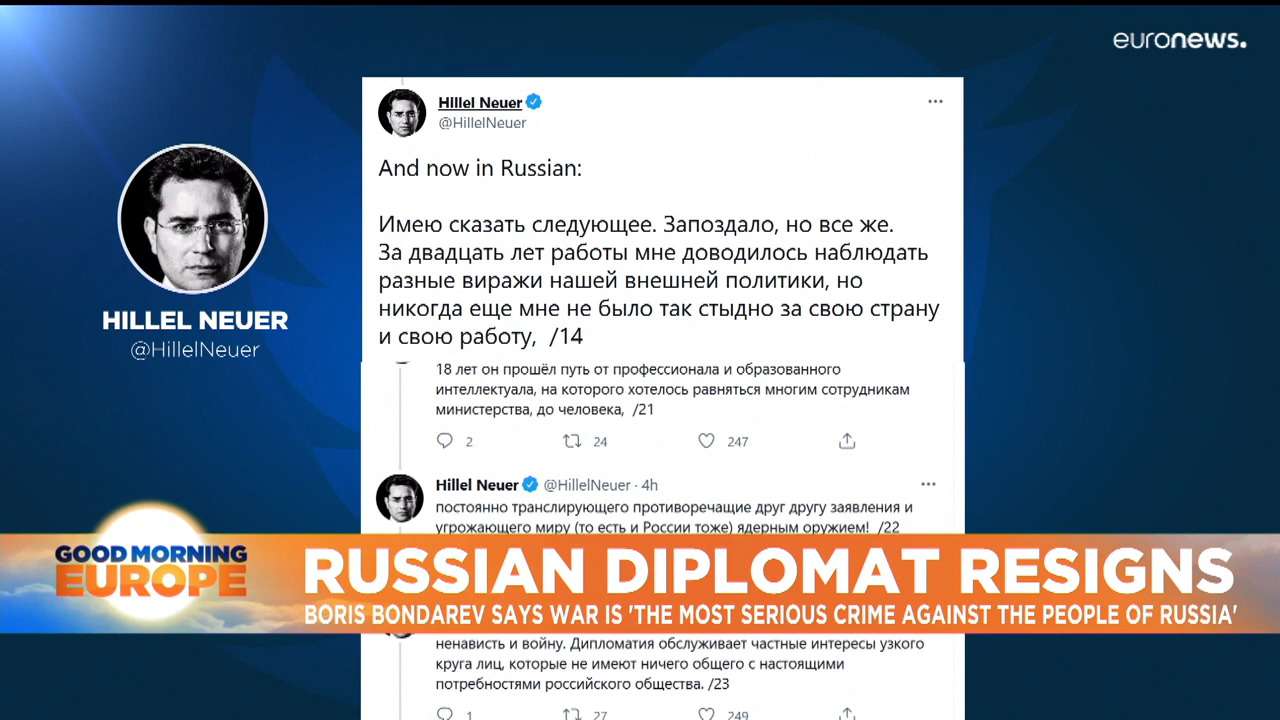 euronews.
Hillel Neuer
@HillelNeuer
And now in Russian:
Имею сказать следующее. Запоздало, но все же.
За двадцать лет работы мне доводилось наблюдать
разные виражи нашей внешней политики, но
никогда еще мне не было так стыдно за свою страну
и свою работу, /14
HILLEL NEUER
@HillelNeuer
18 лет он прошёл путь от профессионала и образованного
интеллектуала, на которого хотелось равняться многим сотрудникам
министерства, до человека, /21
2 24 247
Hillel Neuer @HillelNeuer · 4h
постоянно транслирующего противоречащие друг другу заявления и
угрожающего миру (то есть и России тоже) ядерным оружием! /22
GOOD MORNING
EUROPE
RUSSIAN DIPLOMAT RESIGNS
BORIS BONDAREV SAYS WAR IS 'THE MOST SERIOUS CRIME AGAINST THE PEOPLE OF RUSSIA'
ненависть и войну. Дипломатия обслуживает частные интересы узкого
круга лиц, которые не имеют ничего общего с настоящими
потребностями российского общества. /23
1 27 249